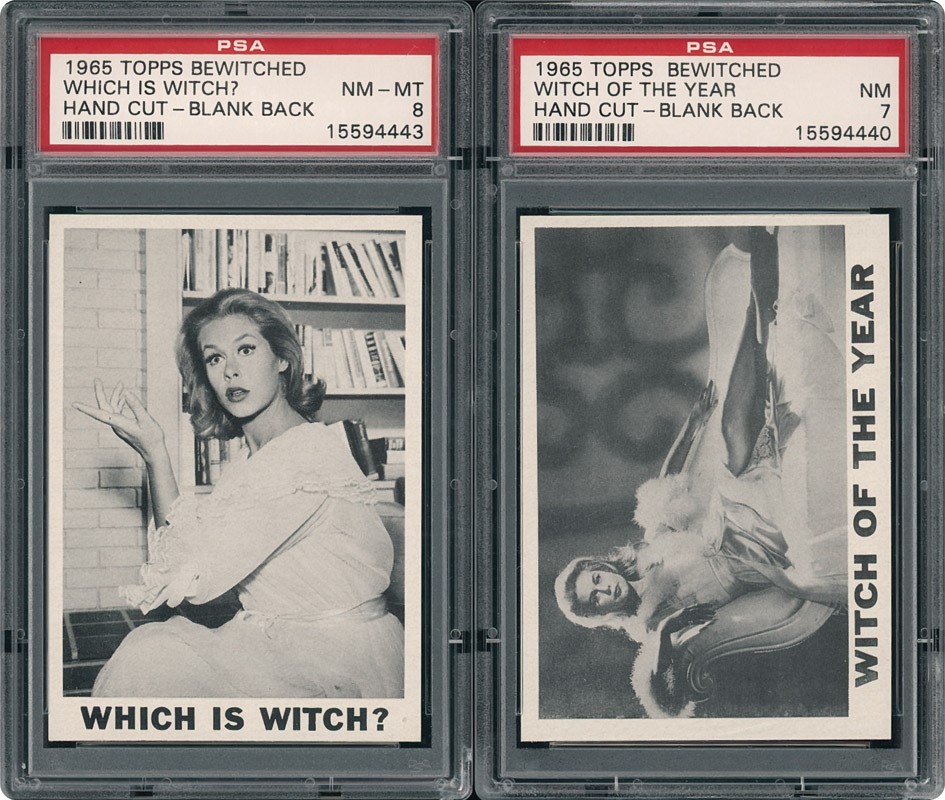 PSA
1965 TOPPS BEWITCHED
WHICH IS WITCH? NM – MT
HAND CUT – BLANK BACK 8
15594443
WHICH IS WITCH?
PSA
1965 TOPPS BEWITCHED
WITCH OF THE YEAR NM
HAND CUT – BLANK BACK 7
15594440
WITCH OF THE YEAR